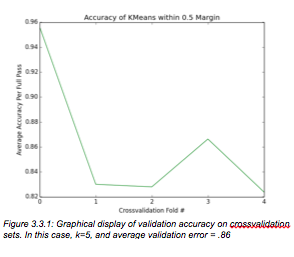 Accuracy of KMeans within 0.5 Margin
0.96
0.94
0.92
0.90
0.88
0.86
0.84
0.82
Average Accuracy Per Full Pass
0 1 2 3 4
Crossvalidation Fold #
Figure 3.3.1: Graphical display of validation accuracy on crossvalidation
sets. In this case, k=5, and average validation error = .86